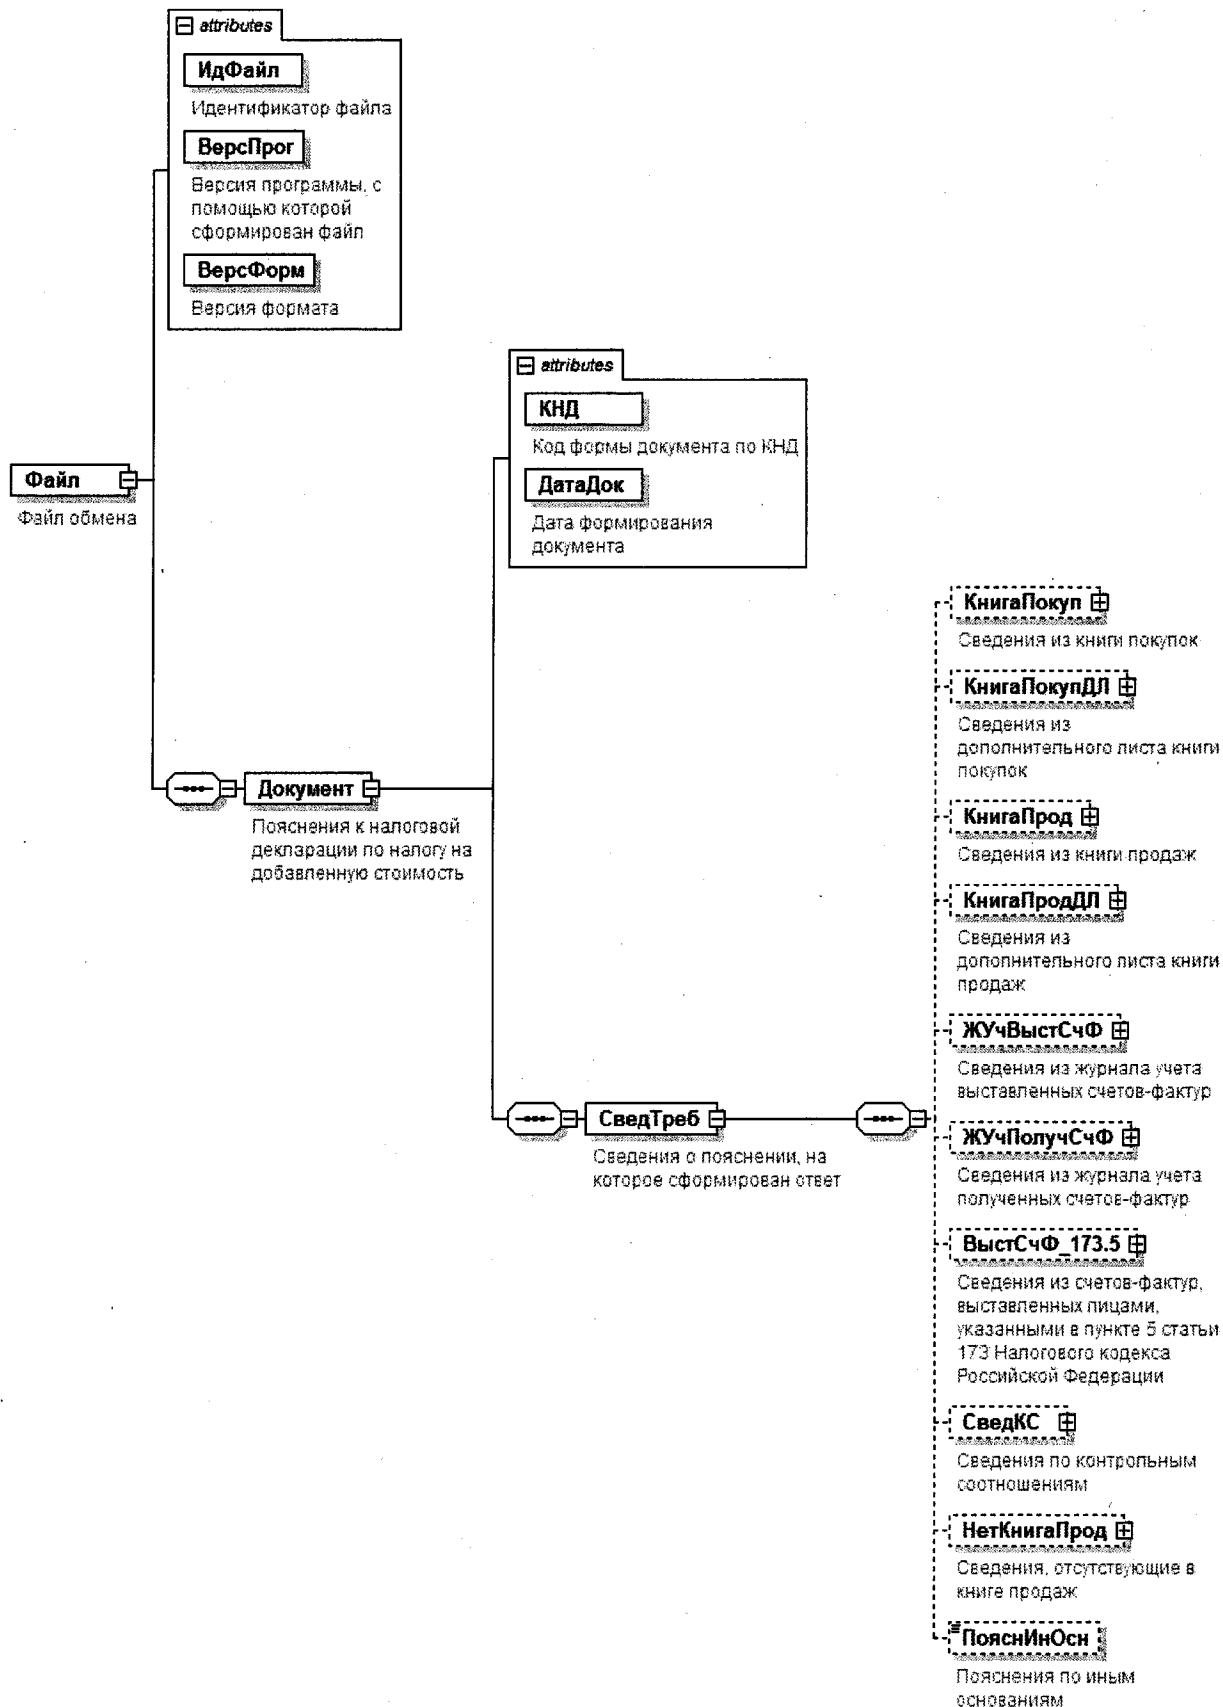 attributes
ИдФайл
Идентификатор файла
ВерсПрог
Версия программы, с
помощью которой
сформирован файл
ВерсФорм
Версия формата
attributes
КНД
Код формы документа по КНД
ДатаДок
Дата формирования
документа
Файл
Файл обмена
Документ
Пояснения к налоговой
декларации по налогу на
добавленную стоимость
СведТреб
Сведения о пояснении, на
которое сформирован ответ
КнигаПокуп
Сведения из книги покупок
КнигаПокупДЛ
Сведения из
дополнительного листа книги
покупок
КнигаПрод
Сведения из книги продаж
КнигаПродДЛ
Сведения из
дополнительного листа книги
продаж
ЖУчВыстСчФ
Сведения из журнала учета
выставленных счетов-фактур
ЖУчПолучСчФ
Сведения из журнала учета
полученных счетов-фактур
ВыстСчФ_173.5
Сведения из счетов-фактур,
выставленных лицами,
указанными в пункте 5 статьи
173 Налогового кодекса
Российской Федерации
СведКС
Сведения по контрольным
соотношениям
НетКнигаПрод
Сведения, отсутствующие в
книге продаж
ПояснИнОсн
Пояснения по иным
основаниям